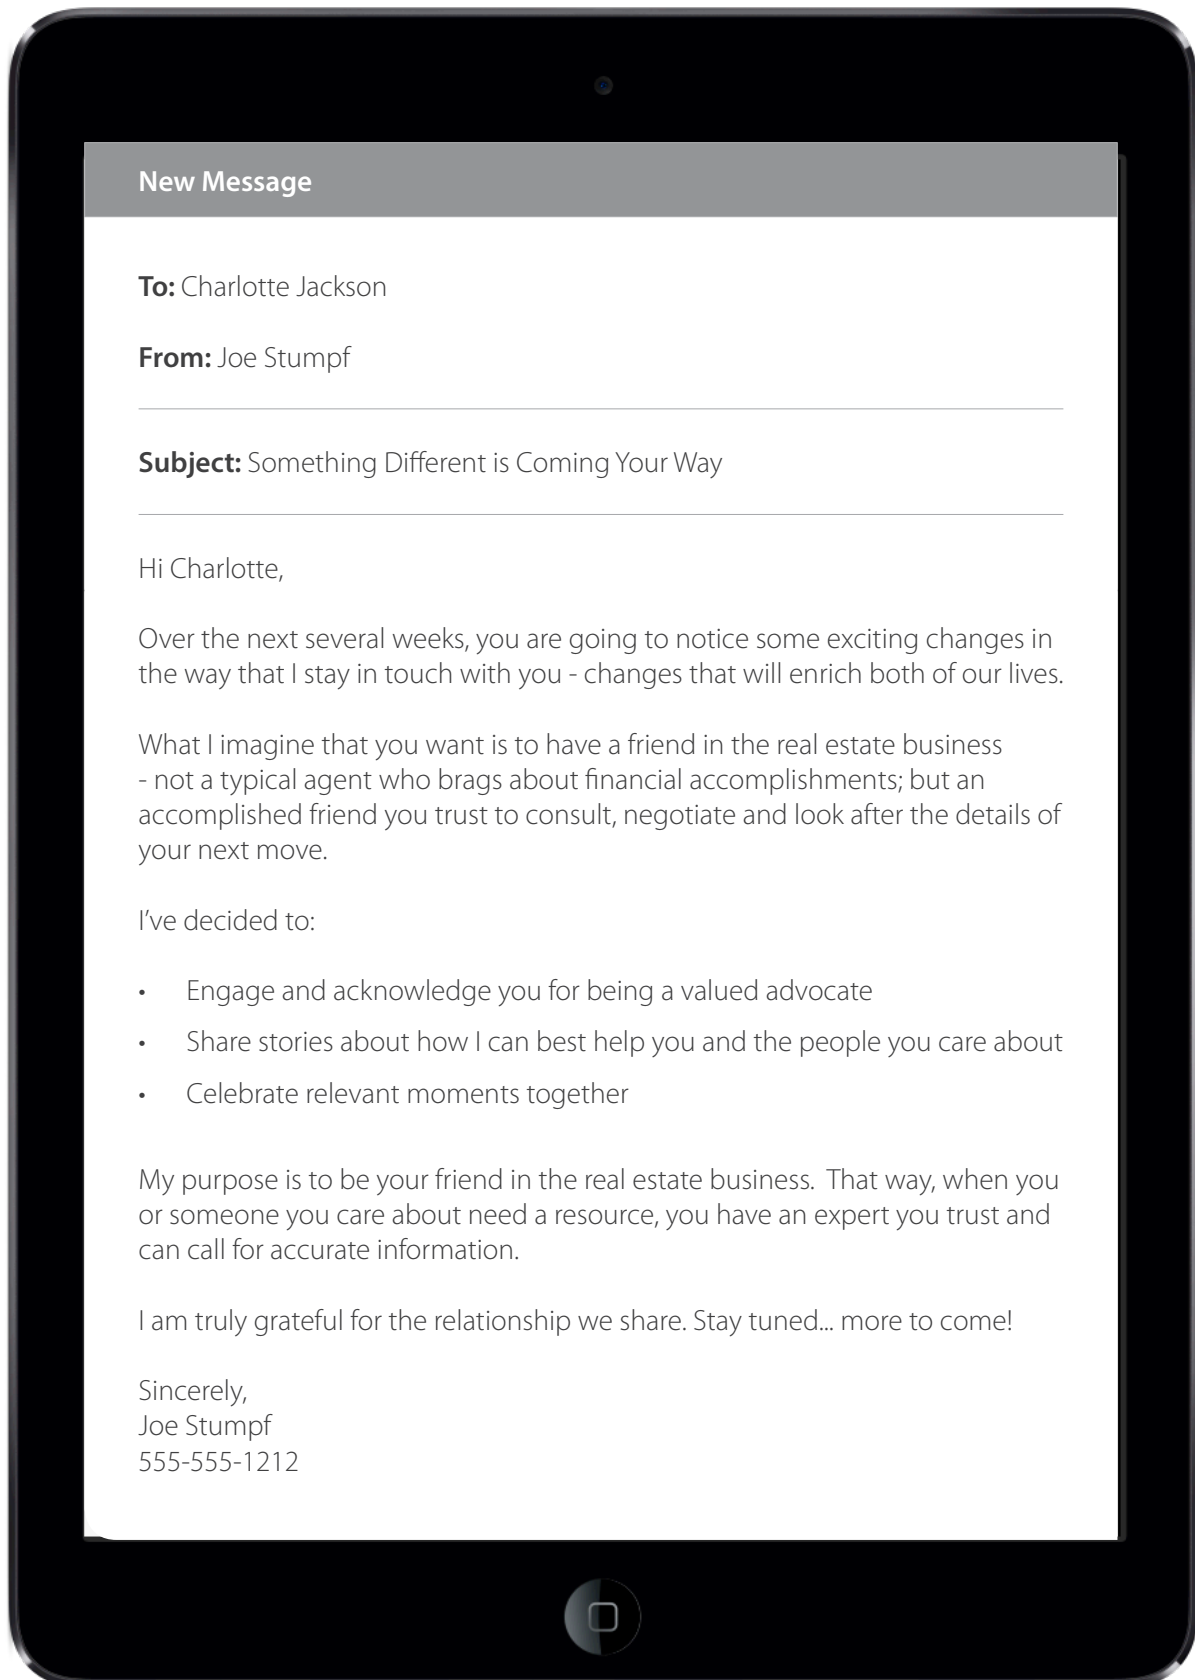 New Message
To: Charlotte Jackson
From: Joe Stumpf
Subject: Something Different is Coming Your Way
Hi Charlotte,
Over the next several weeks, you are going to notice some exciting changes in
the way that I stay in touch with you - changes that will enrich both of our lives.
What I imagine that you want is to have a friend in the real estate business
- not a typical agent who brags about financial accomplishments; but an
accomplished friend you trust to consult, negotiate and look after the details of
your next move.
I've decided to:
• Engage and acknowledge you for being a valued advocate
• Share stories about how I can best help you and the people you care about
• Celebrate relevant moments together
My purpose is to be your friend in the real estate business.  That way, when you
or someone you care about need a resource, you have an expert you trust and
can call for accurate information.
I am truly grateful for the relationship we share. Stay tuned... more to come!
Sincerely,
Joe Stumpf
555-555-1212